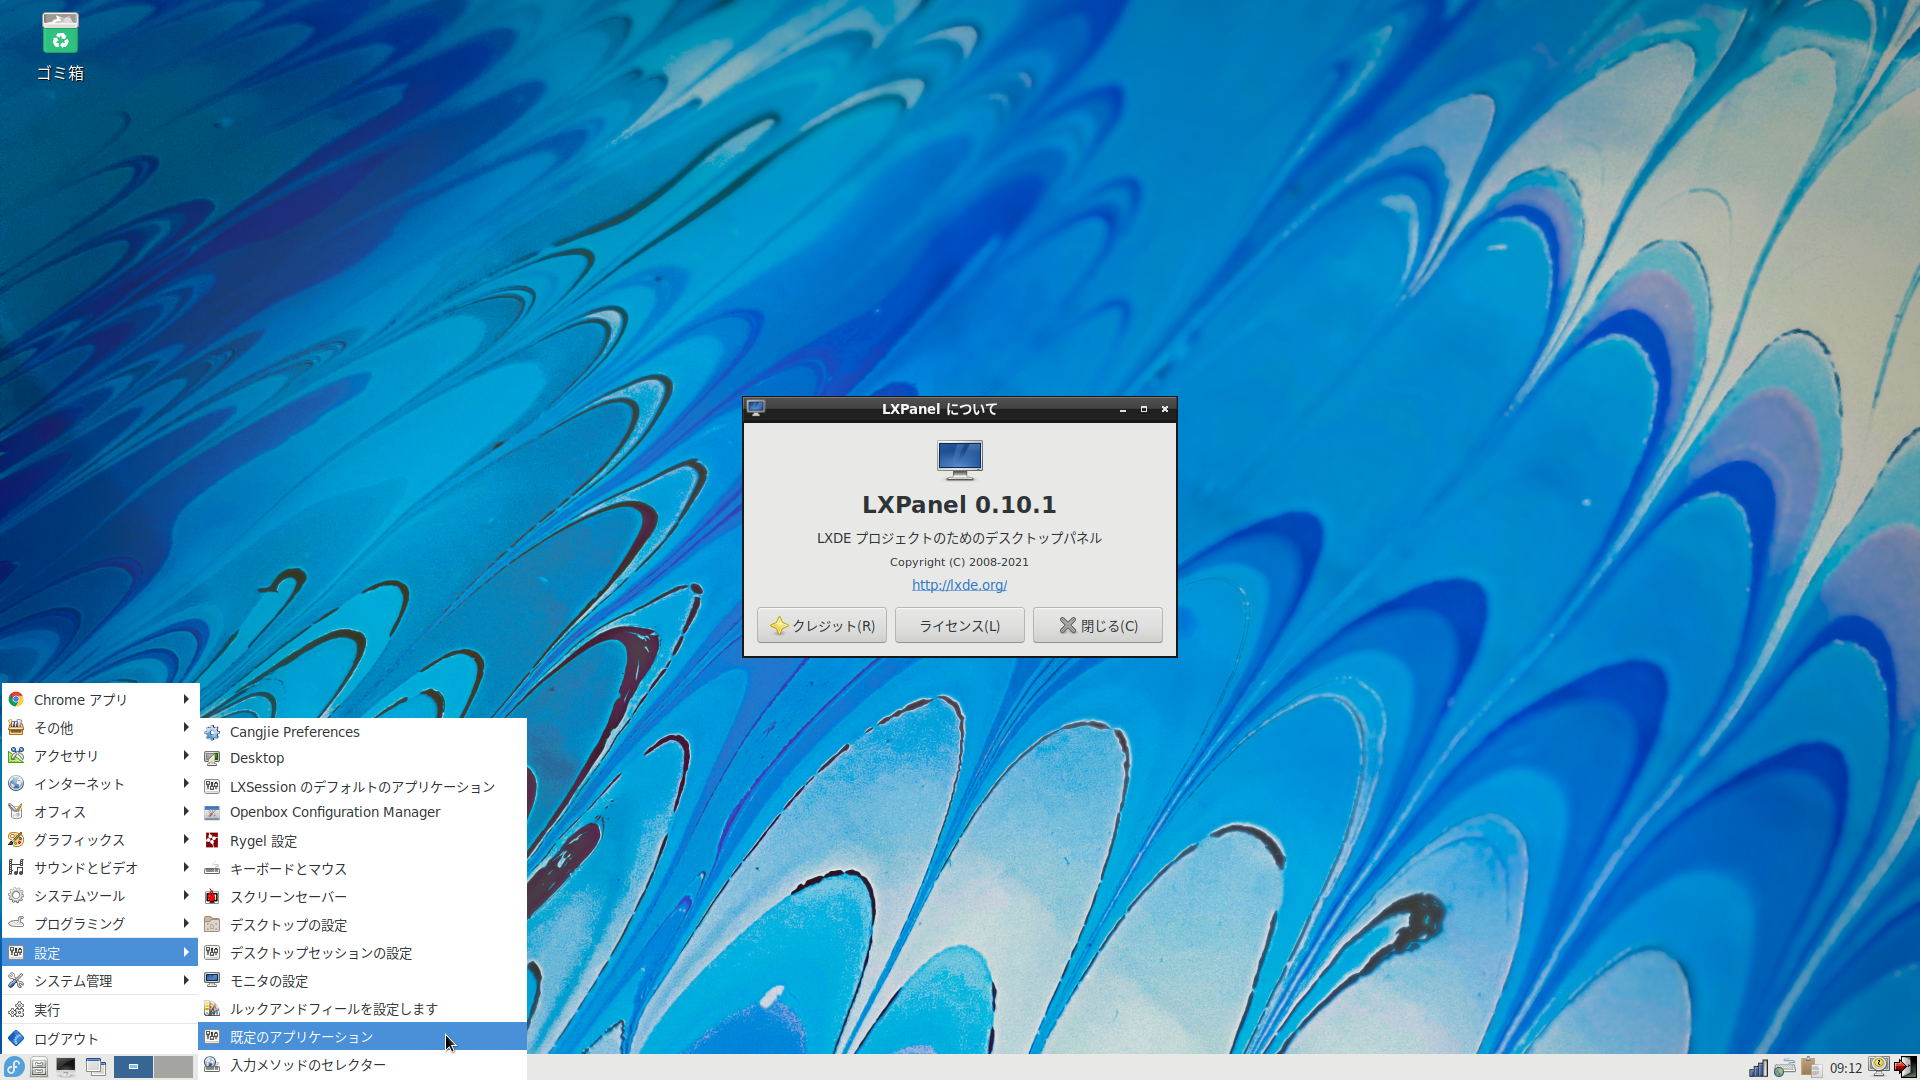 ゴミ箱
LXPanel について
LXPanel 0.10.1
LXDE プロジェクトのためのデスクトップパネル
Copyright (C) 2008-2021
http://lxde.org/
クレジット(R)
ライセンス(L)
閉じる(C)
Chrome アプリ
その他
アクセサリ
インターネット
オフィス
グラフィックス
サウンドとビデオ
システムツール
プログラミング
設定
システム管理
実行
ログアウト
Cangjie Preferences
Desktop
LXSession のデフォルトのアプリケーション
Openbox Configuration Manager
Rygel 設定
キーボードとマウス
スクリーンセーバー
デスクトップの設定
デスクトップセッションの設定
モニタの設定
ルックアンドフィールを設定します
既定のアプリケーション
入力メソッドのセレクター
09:12